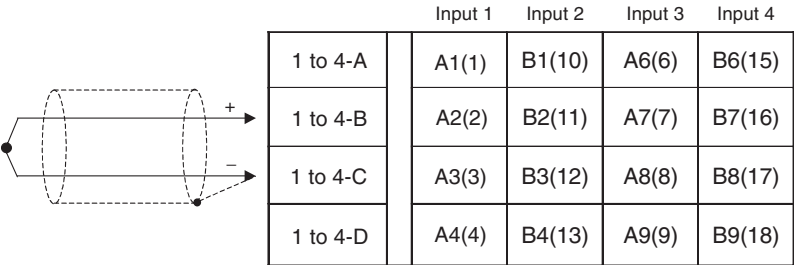 Input 1 Input 2 Input 3 Input 4
1 to 4-A A1(1) B1(10) A6(6) B6(15)
+ 1 to 4-B A2(2) B2(11) A7(7) B7(16)
− 1 to 4-C A3(3) B3(12) A8(8) B8(17)
1 to 4-D A4(4) B4(13) A9(9) B9(18)